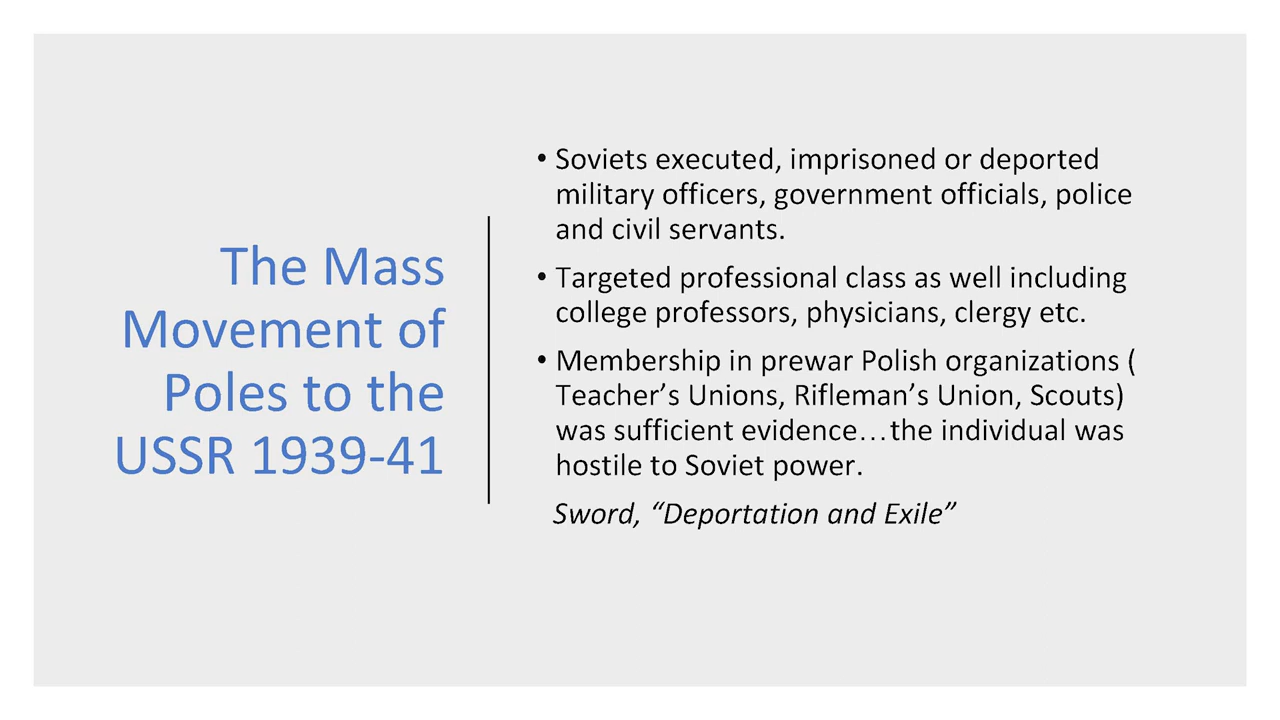 The Mass
Movement of
Poles to the
USSR 1939-41
• Soviets executed, imprisoned or deported
military officers, government officials, police
and civil servants.
• Targeted professional class as well including
college professors, physicians, clergy etc.
• Membership in prewar Polish organizations (
Teacher’s Unions, Rifleman’s Union, Scouts)
was sufficient evidence…the individual was
hostile to Soviet power.
Sword, “Deportation and Exile”